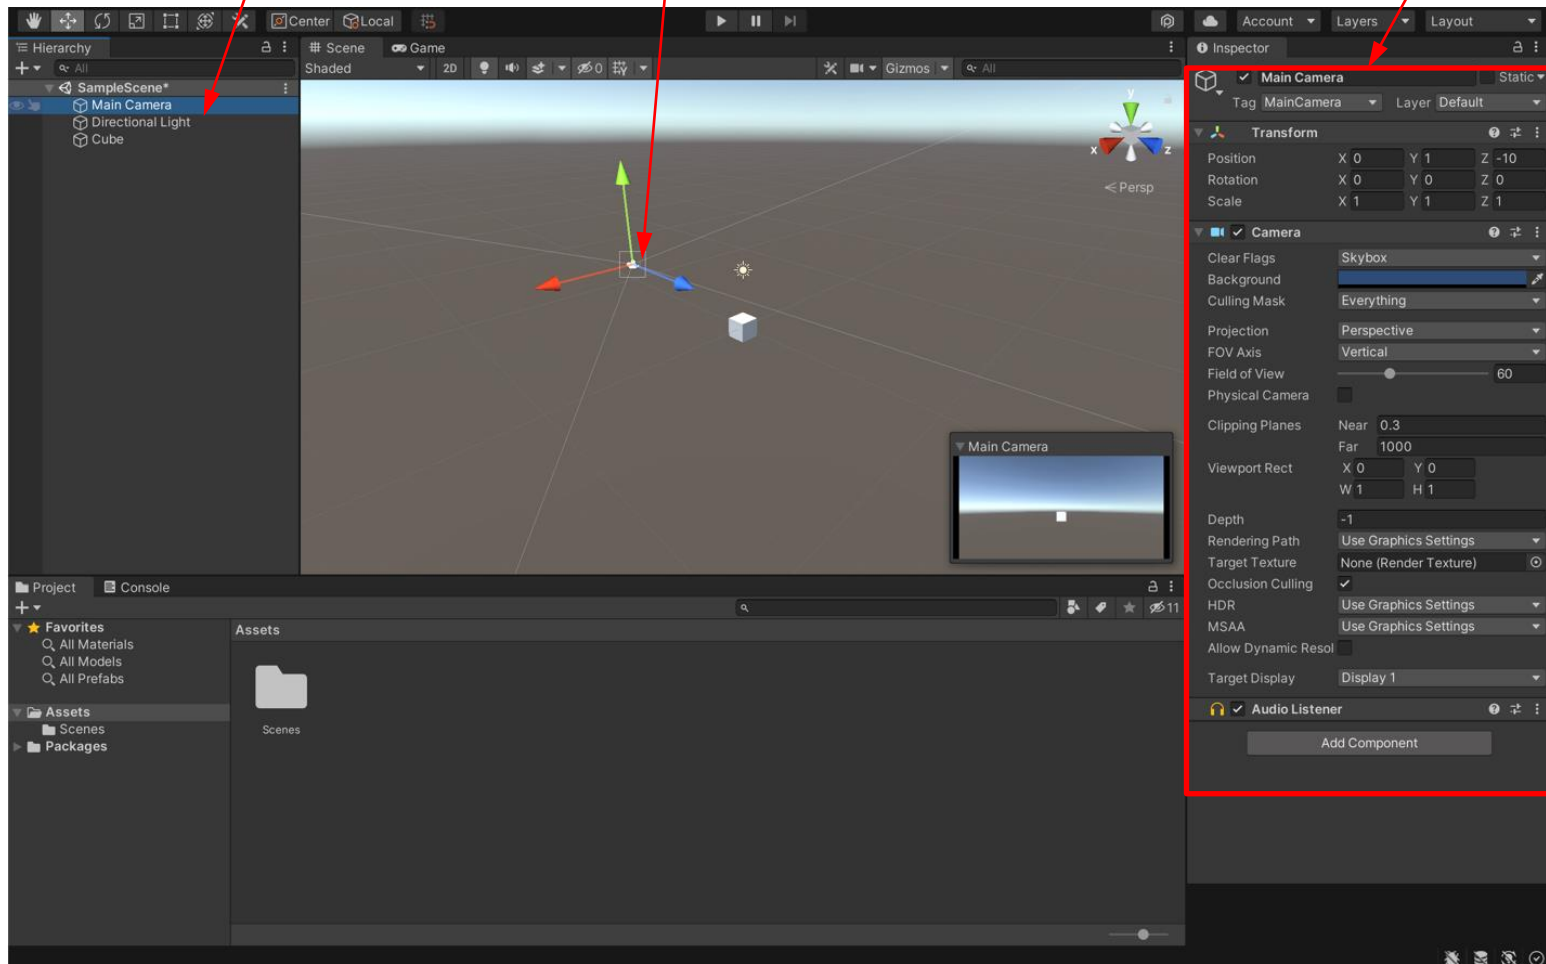 Center Local
Account Layers Layout
Hierarchy
All
SampleScene*
Main Camera
Directional Light
Cube
Scene Game
Shaded 2D 0 Gizmos All
y
x z
Persp
Main Camera
Inspector
Main Camera Static
Tag MainCamera Layer Default
Transform
Position X 0 Y 1 Z -10
Rotation X 0 Y 0 Z 0
Scale X 1 Y 1 Z 1
Camera
Clear Flags Skybox
Background
Culling Mask Everything
Projection Perspective
FOV Axis Vertical
Field of View 60
Physical Camera
Clipping Planes Near 0.3
Far 1000
Viewport Rect X 0 Y 0
W 1 H 1
Depth -1
Rendering Path Use Graphics Settings
Target Texture None (Render Texture)
Occlusion Culling
HDR Use Graphics Settings
MSAA Use Graphics Settings
Allow Dynamic Resol
Target Display Display 1
Audio Listener
Add Component
Project Console
11
Favorites
All Materials
All Models
All Prefabs
Assets
Scenes
Packages
Assets
Scenes